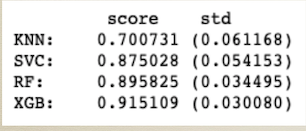 score std
KNN: 0.700731 (0.061168)
SVC: 0.875028 (0.054153)
RF: 0.895825 (0.034495)
XGB: 0.915109 (0.030080)